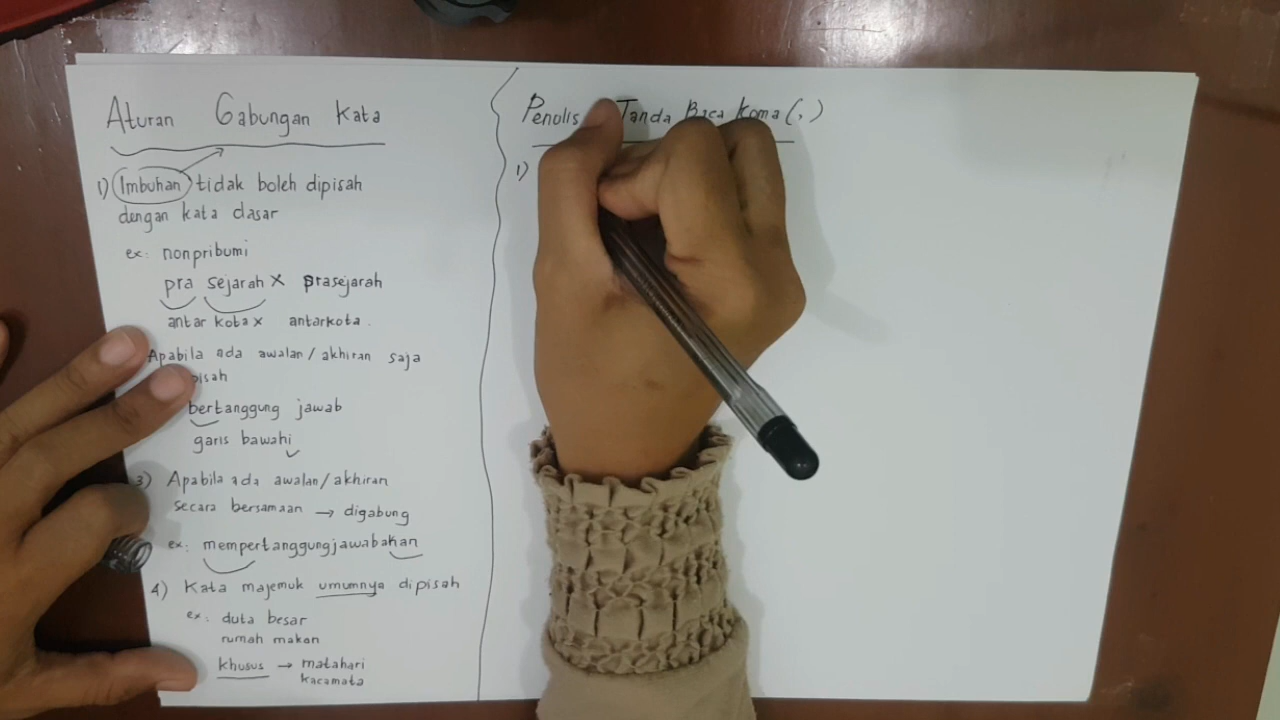 Aturan Gabungan Kata
1) Imbuhan tidak boleh dipisah
dengan kata dasar
ex: nonpribumi
pra sejarah x prasejarah
antar kota x antarkota.
Apabila ada awalan/akhiran saja
bertanggung jawab
garis bawahi
3) Apabila ada awalan/akhiran
secara bersamaan → digabung
ex: mempertanggungjawabakan
4) Kata majemuk umumnya dipisah
ex: duta besar
rumah makan
khusus → matahari
kacamata
Tanda Baca Koma (,)
1)